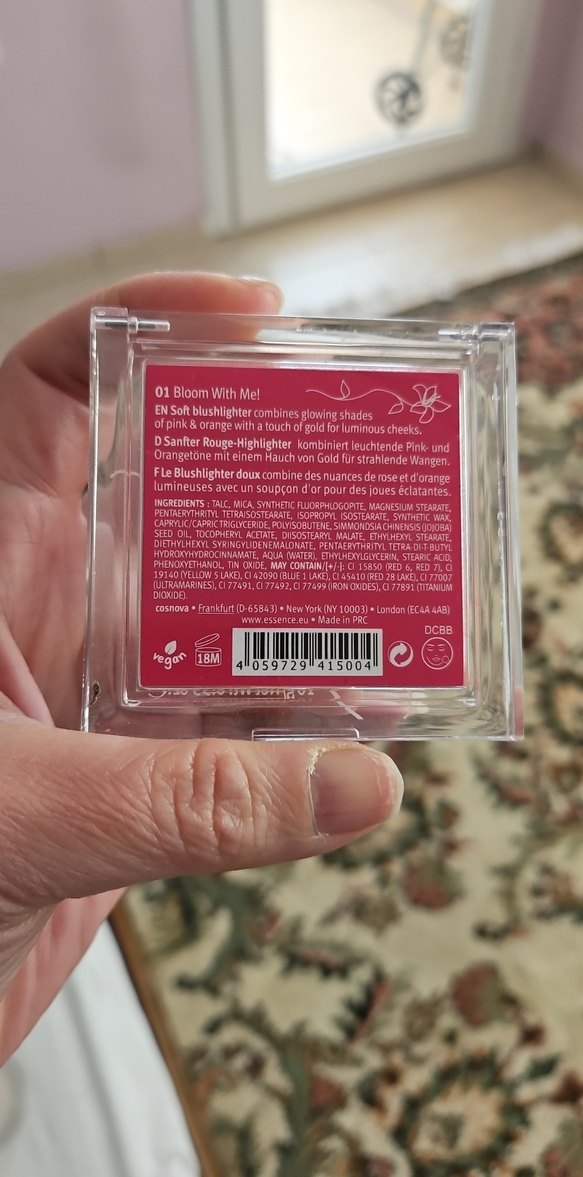 01 Bloom With Me!
EN Soft blushlighter combines glowing shades
of pink & orange with a touch of gold for luminous cheeks.
D Sanfter Rouge-Highlighter kombiniert leuchtende Pink- und
Orangetöne mit einem Hauch von Gold für strahlende Wangen.
F Le Blushlighter doux combine des nuances de rose et d'orange
lumineuses avec un soupçon d'or pour des joues éclatantes.
INGREDIENTS : TALC, MICA, SYNTHETIC FLUORPHLOGOPITE, MAGNESIUM STEARATE,
PENTAERYTHRITYL TETRAISOSTEARATE, ISOPROPYL ISOSTEARATE, SYNTHETIC WAX,
CAPRYLIC/CAPRIC TRIGLYCERIDE, POLYISOBUTENE, SIMMONDSIA CHINENSIS (JOJOBA)
SEED OIL, TOCOPHERYL ACETATE, DIISOSTEARYL MALATE, ETHYLHEXYL STEARATE,
DIETHYLHEXYL SYRINGYLIDENEMALONATE, PENTAERYTHRITYL TETRA-DI-T-BUTYL
HYDROXYHYDROCINNAMATE, AQUA (WATER), ETHYLHEXYLGLYCERIN, STEARIC ACID,
PHENOXYETHANOL, TIN OXIDE, MAY CONTAIN/[+/-]: CI 15850 (RED 6, RED 7), CI
19140 (YELLOW 5 LAKE), CI 42090 (BLUE 1 LAKE), CI 45410 (RED 28 LAKE), CI 77007
(ULTRAMARINES), CI 77491, CI 77492, CI 77499 (IRON OXIDES), CI 77891 (TITANIUM
DIOXIDE).
cosnova • Frankfurt (D-65843) • New York (NY 10003) • London (EC4A 4AB)
www.essence.eu • Made in PRC
DCBB
vegan
18M
4 059729 415004